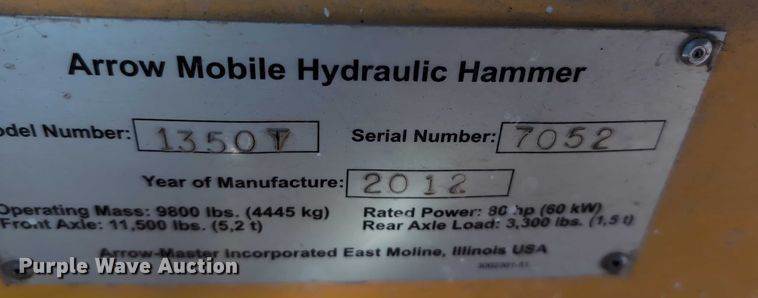 Arrow Mobile Hydraulic Hammer
odel Number: 1350T Serial Number: 7052
Year of Manufacture: 2012
Operating Mass: 9800 lbs. (4445 kg) Rated Power: 80 hp (60 kW)
Front Axle: 11,500 lbs. (5,2 t) Rear Axle Load: 3,300 lbs. (1,5 t)
Arrow-Master Incorporated East Moline, Illinois USA
Purple Wave Auction